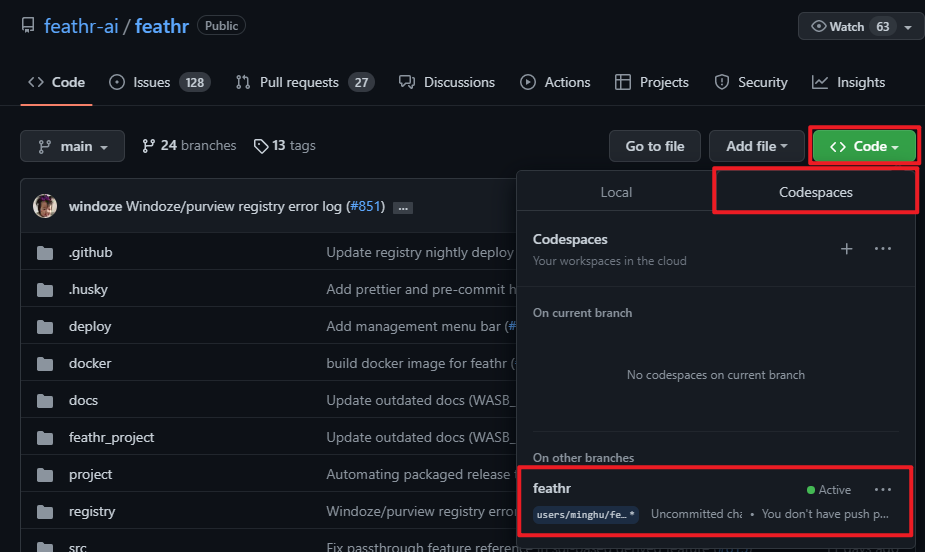 feathr-ai / feathr Public Watch 63
Code Issues 128 Pull requests 27 Discussions Actions Projects Security Insights
main 24 branches 13 tags Go to file Add file Code
windoze Windoze/purview registry error log (#851) ...
Local Codespaces
Codespaces
Your workspaces in the cloud
.github Update registry nightly deploy
.husky Add prettier and pre-commit h
On current branch
deploy Add management menu bar (#
docker build docker image for feathr (
No codespaces on current branch
docs Update outdated docs (WASB_
feathr_project Update outdated docs (WASB_
On other branches
project Automating packaged release
feathr Active
registry Windoze/purview registry erro
users/minghu/fe…* Uncommitted cha • You don't have push p...
src Fix passthrough feature reference in